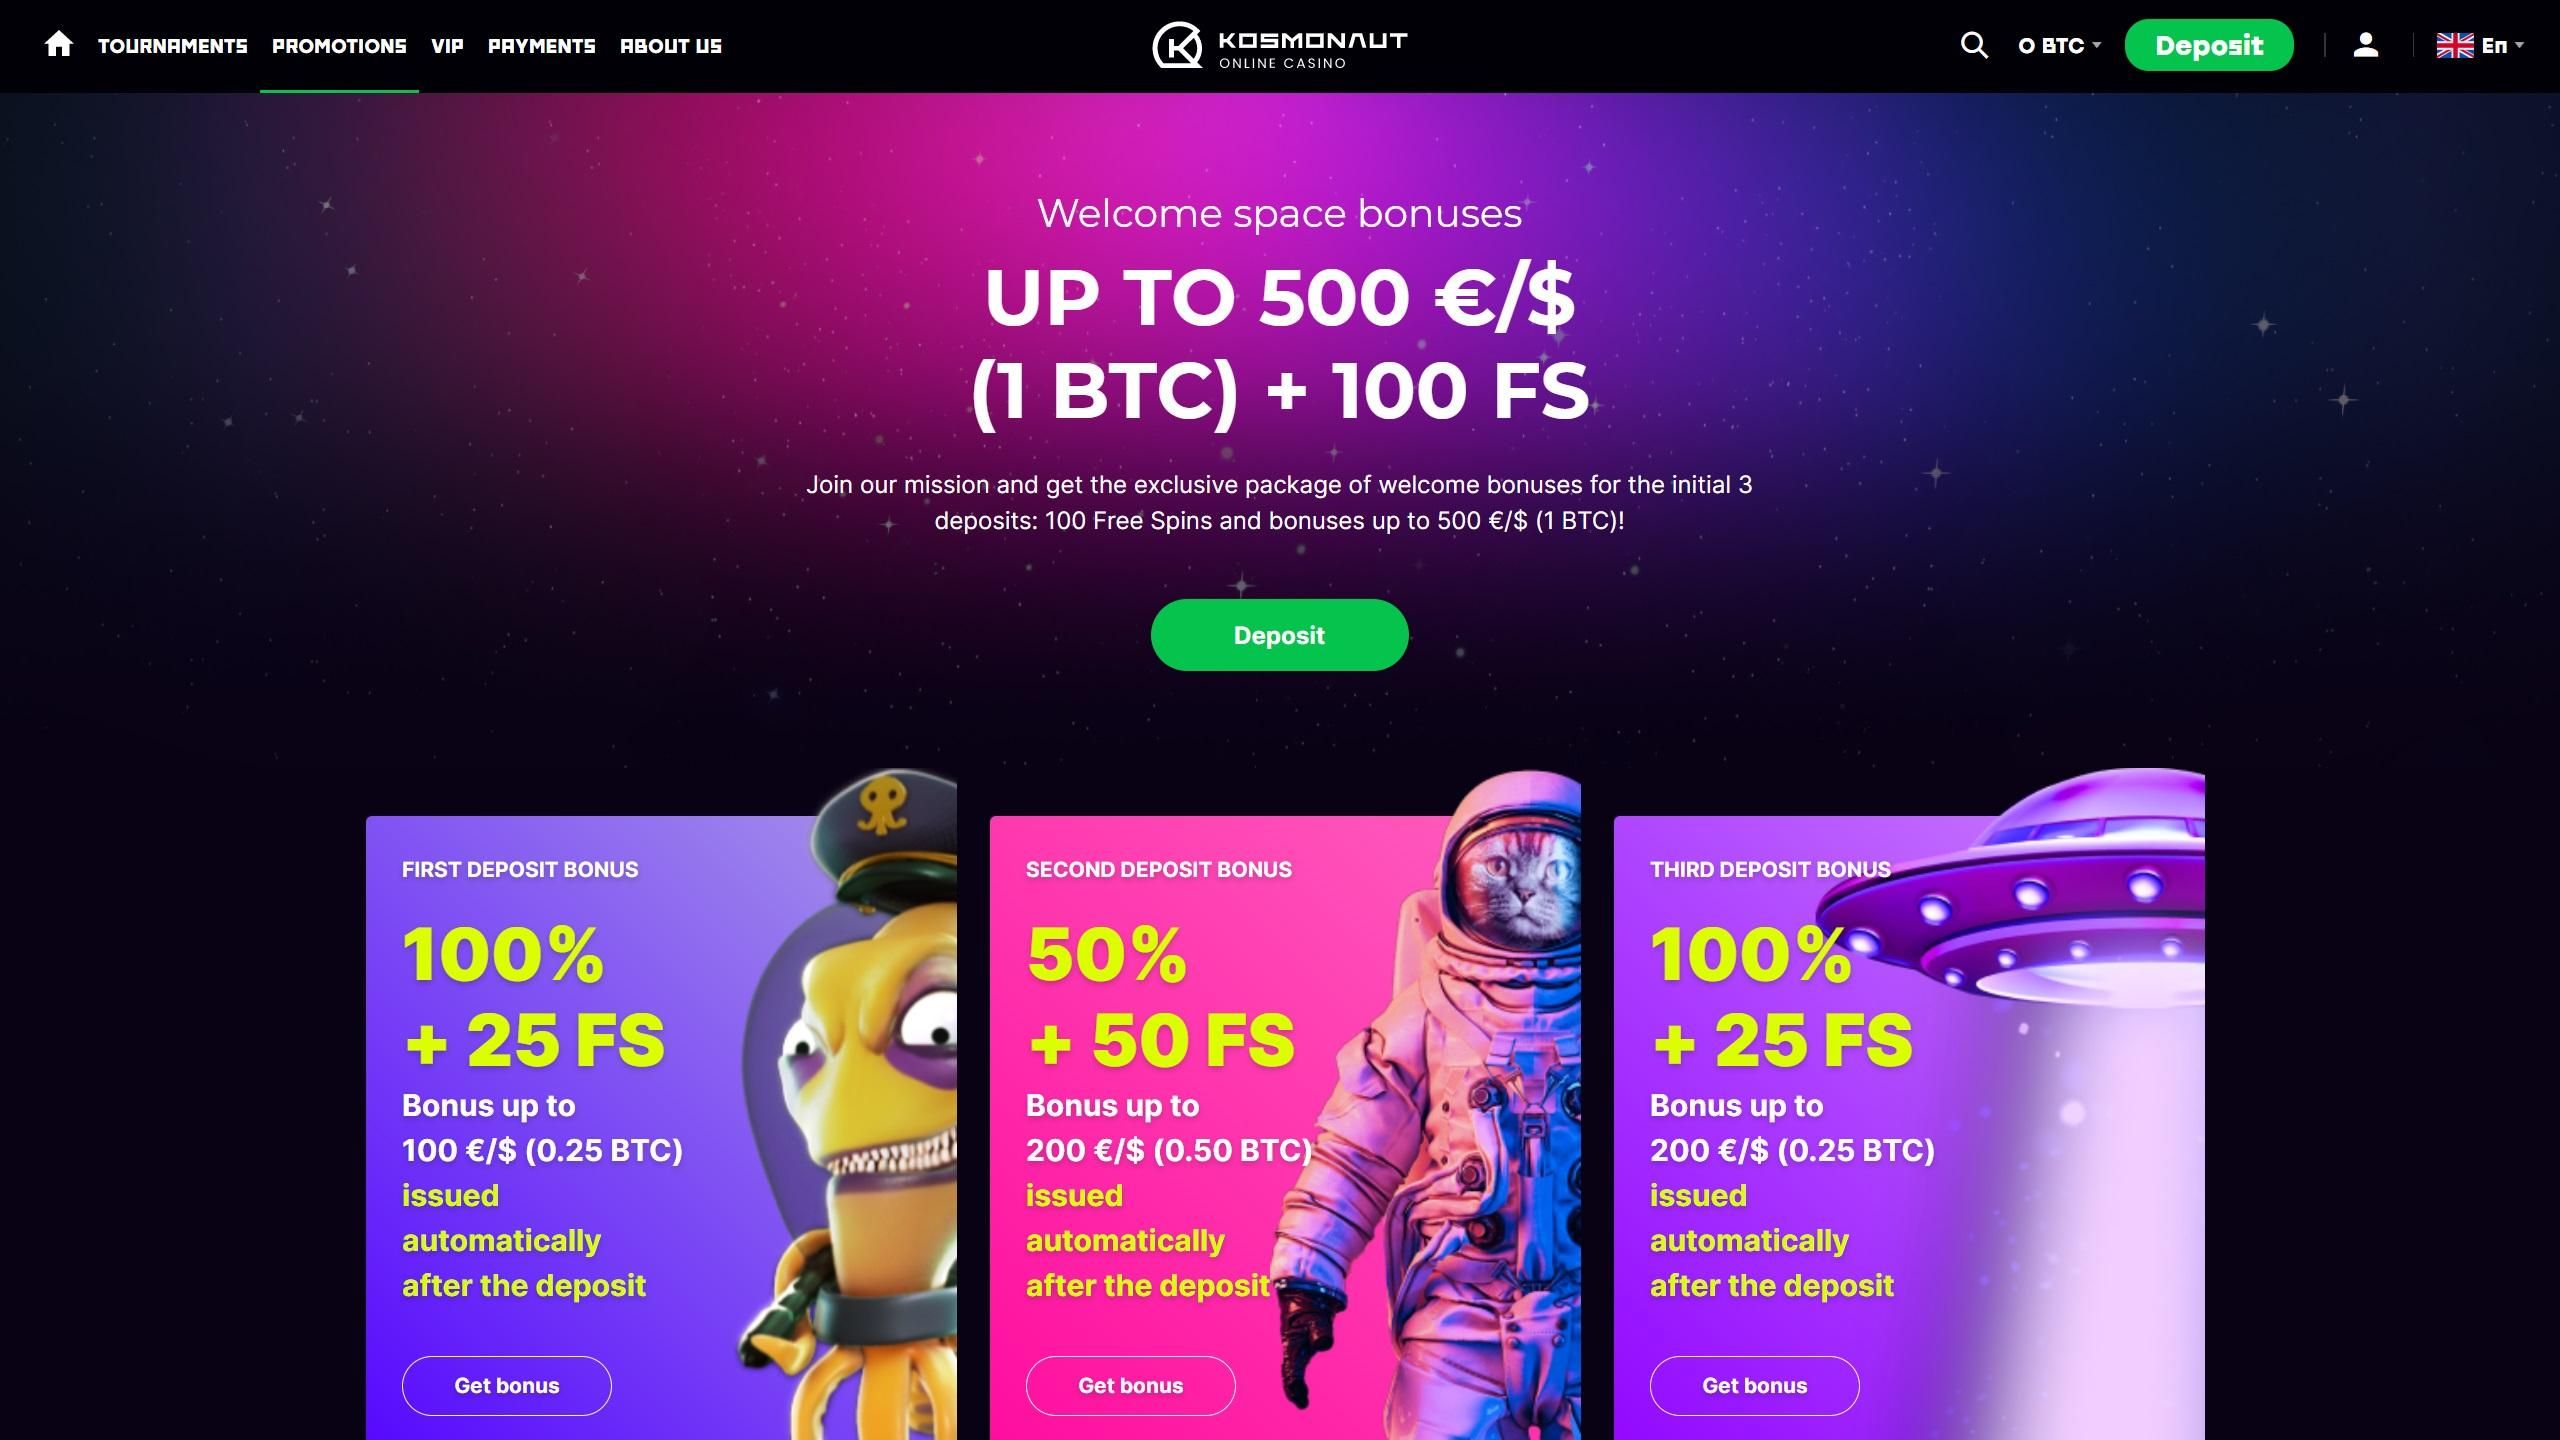 TOURNAMENTS PROMOTIONS VIP PAYMENTS ABOUT US
KOSMONAUT
ONLINE CASINO
0 BTC
Deposit
En
Welcome space bonuses
UP TO 500 €/$
(1 BTC) + 100 FS
Join our mission and get the exclusive package of welcome bonuses for the initial 3
deposits: 100 Free Spins and bonuses up to 500 €/$ (1 BTC)!
Deposit
FIRST DEPOSIT BONUS
100%
+ 25 FS
Bonus up to
100 €/$ (0.25 BTC)
issued
automatically
after the deposit
Get bonus
SECOND DEPOSIT BONUS
50%
+ 50 FS
Bonus up to
200 €/$ (0.50 BTC)
issued
automatically
after the deposit
Get bonus
THIRD DEPOSIT BONUS
100%
+ 25 FS
Bonus up to
200 €/$ (0.25 BTC)
issued
automatically
after the deposit
Get bonus